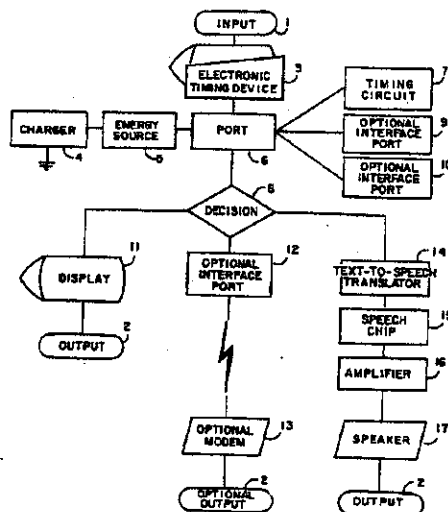 INPUT
1
ELECTRONIC
TIMING DEVICE
3
TIMING
CIRCUIT
7
CHARGER
4
ENERGY
SOURCE
PORT
6
OPTIONAL INTERFACE
PORT
9
OPTIONAL INTERFACE
PORT
10
DECISION
DISPLAY
11
OPTIONAL
INTERFACE
PORT
12
TEXT-TO-SPEECH
TRANSLATOR
14
SPEECH
CHIP
15
OUTPUT
2
AMPLIFIER
16
OPTIONAL
MODEM
13
SPEAKER
17
OPTIONAL
OUTPUT
2
OUTPUT
2